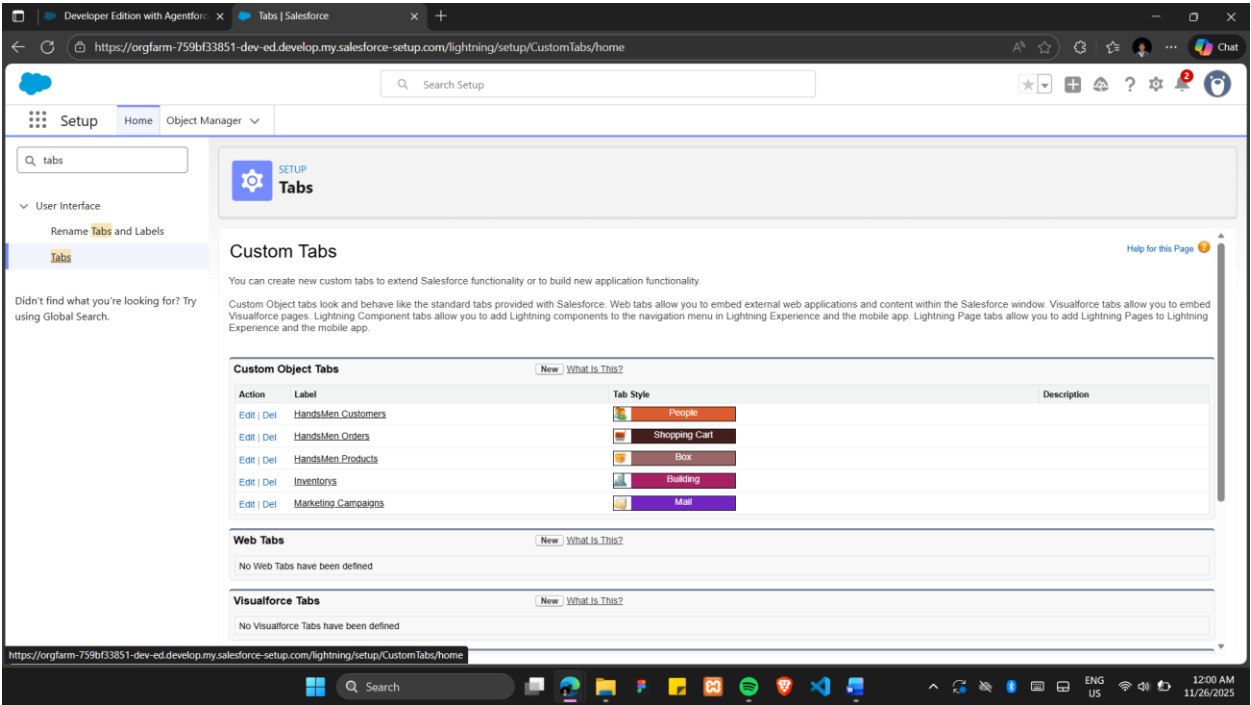 Developer Edition with Agentforc
Tabs | Salesforce
https://orgfarm-759bf33851-dev-ed.develop.my.salesforce-setup.com/lightning/setup/CustomTabs/home
Chat
Search Setup
2
Setup
Home
Object Manager
tabs
SETUP
Tabs
User Interface
Rename Tabs and Labels
Tabs
Didn't find what you're looking for? Try
using Global Search.
Custom Tabs
Help for this Page
You can create new custom tabs to extend Salesforce functionality or to build new application functionality.
Custom Object tabs look and behave like the standard tabs provided with Salesforce. Web tabs allow you to embed external web applications and content within the Salesforce window. Visualforce tabs allow you to embed
Visualforce pages. Lightning Component tabs allow you to add Lightning components to the navigation menu in Lightning Experience and the mobile app. Lightning Page tabs allow you to add Lightning Pages to Lightning
Experience and the mobile app.
Custom Object Tabs New What Is This?
Action Label Tab Style Description
Edit | Del HandsMen Customers People
Edit | Del HandsMen Orders Shopping Cart
Edit | Del HandsMen Products Box
Edit | Del Inventorys Building
Edit | Del Marketing Campaigns Mail
Web Tabs New What Is This?
No Web Tabs have been defined
Visualforce Tabs New What Is This?
No Visualforce Tabs have been defined
https://orgfarm-759bf33851-dev-ed.develop.my.salesforce-setup.com/lightning/setup/CustomTabs/home
Search
ENG
US
12:00 AM
11/26/2025